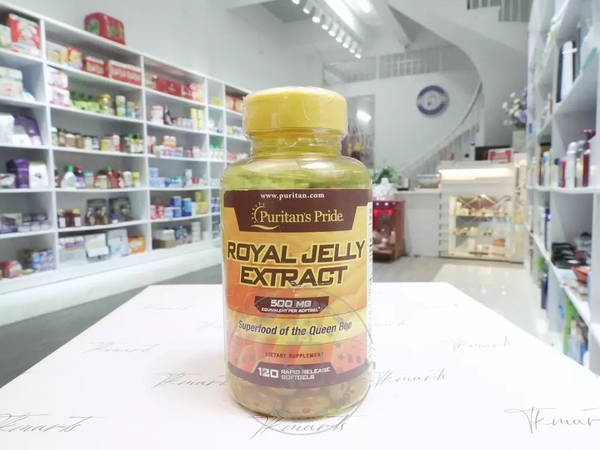 www.puritan.com
Puritan's Pride
ROYAL JELLY
EXTRACT
500 MG
EQUIVALENT PER SOFTGEL*
Superfood of the Queen Bee
DIETARY SUPPLEMENT
120 RAPID RELEASE
SOFTGELS